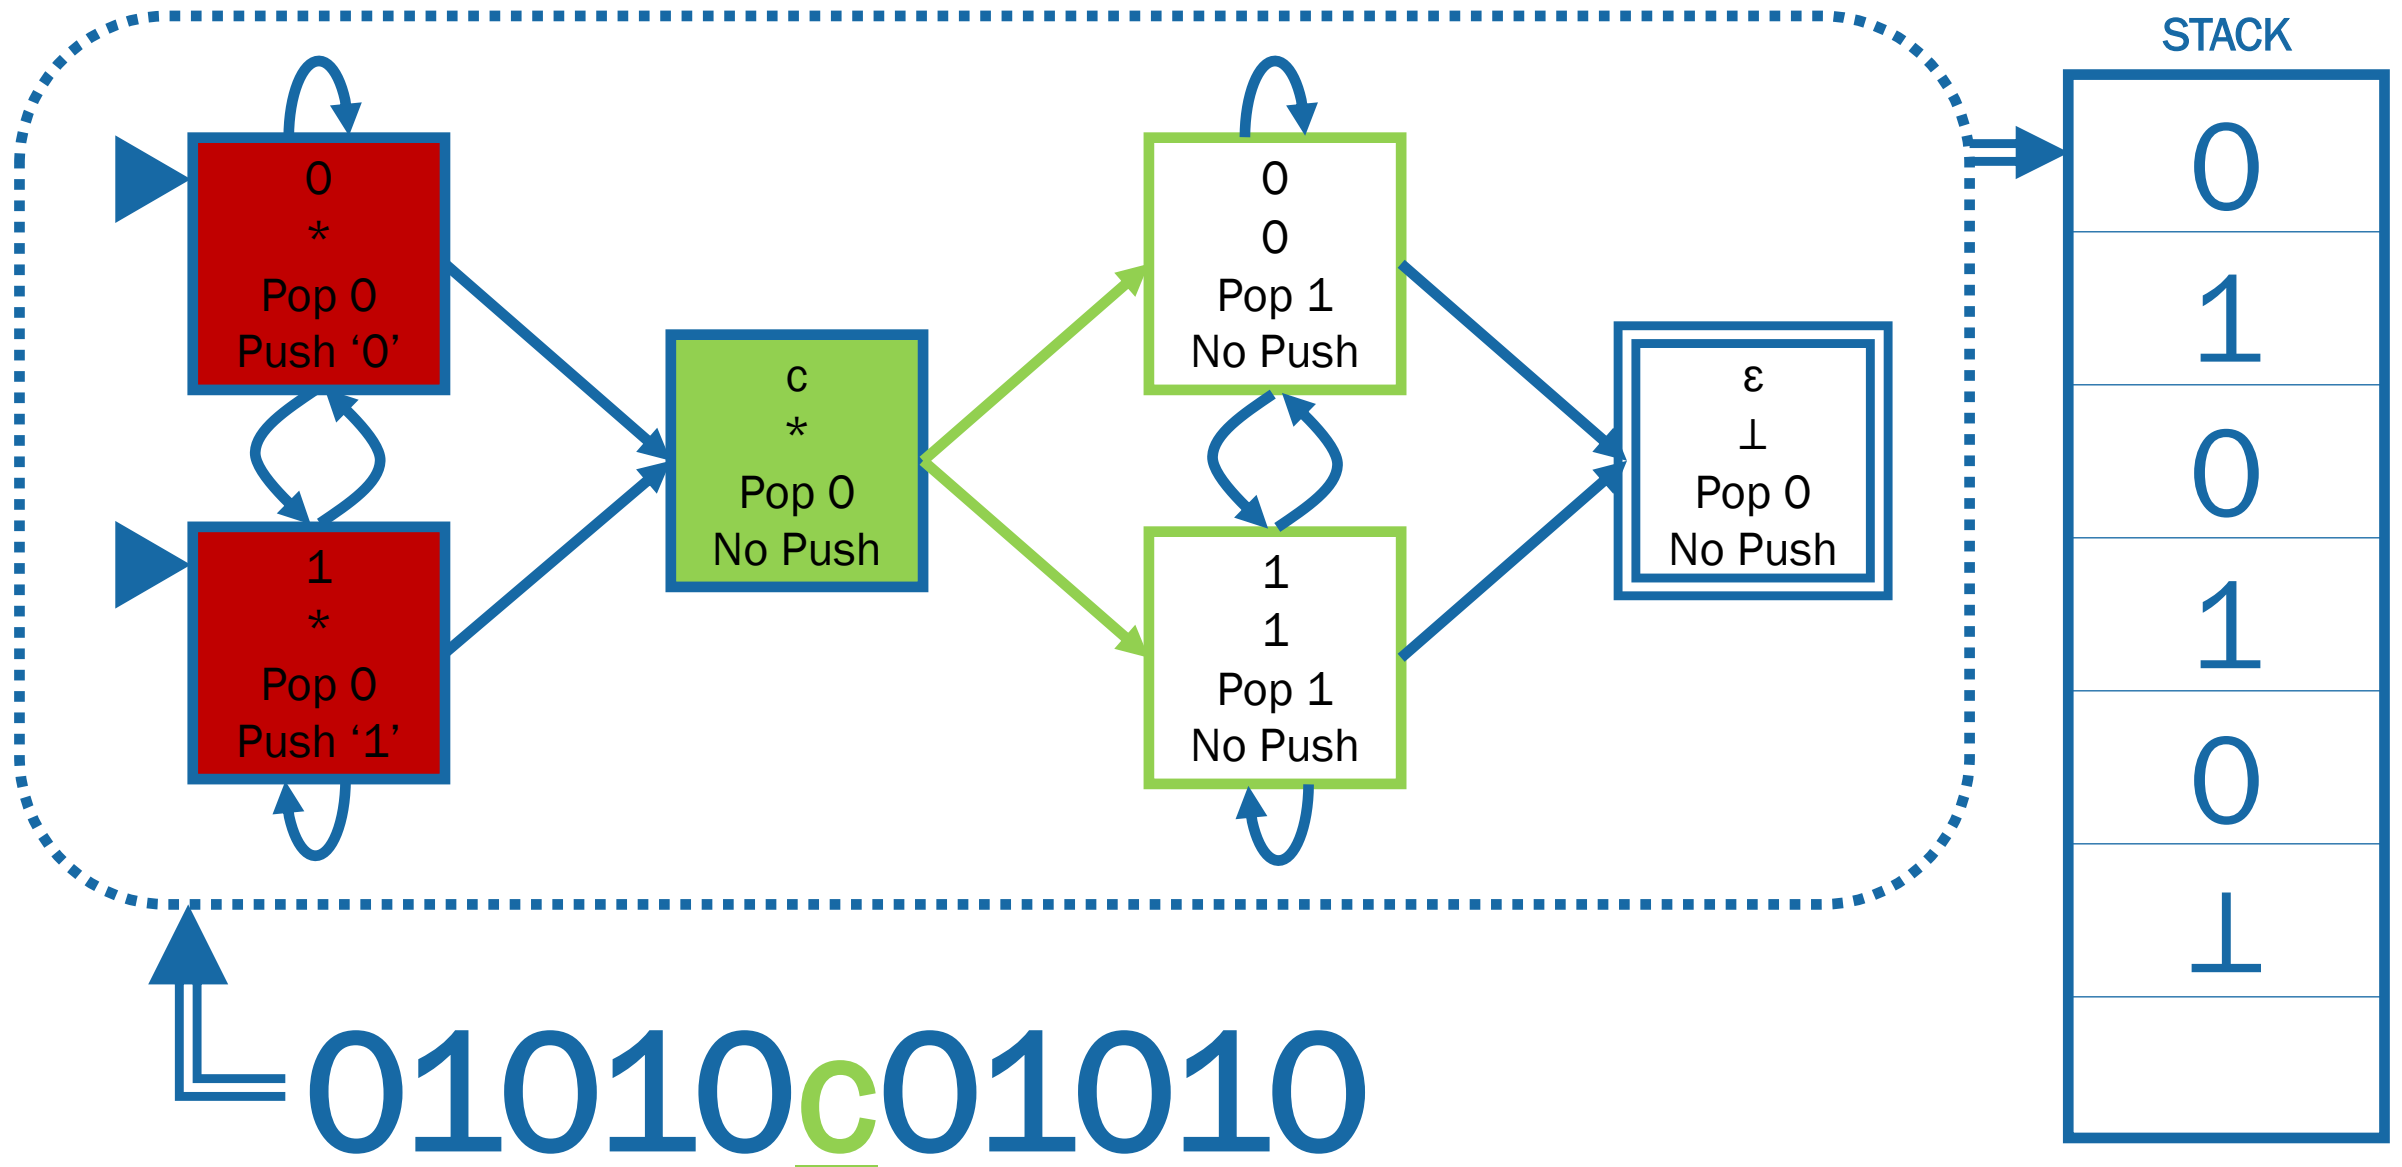 STACK
0
*
Pop 0
Push ‘0’
1
*
Pop 0
Push ‘1’
c
*
Pop 0
No Push
0
0
Pop 1
No Push
1
1
Pop 1
No Push
ε
⊥
Pop 0
No Push
0
1
0
1
0
⊥
01010c01010